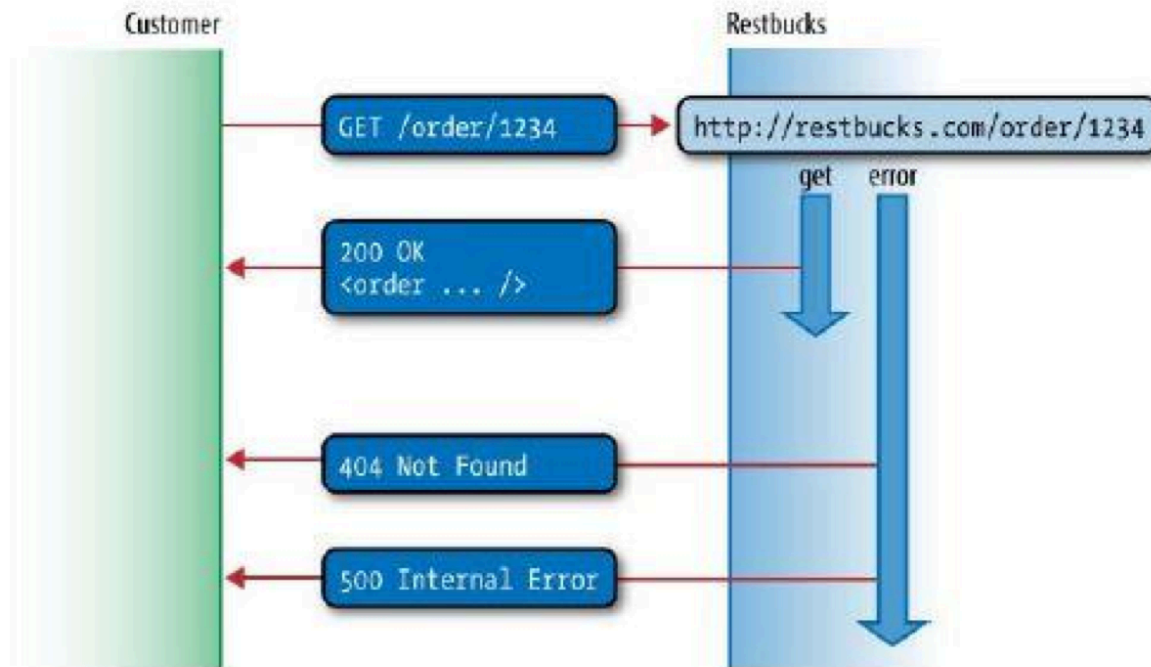 Customer
Restbucks
GET /order/1234
http://restbucks.com/order/1234
get
error
200 OK
<order ... />
404 Not Found
500 Internal Error